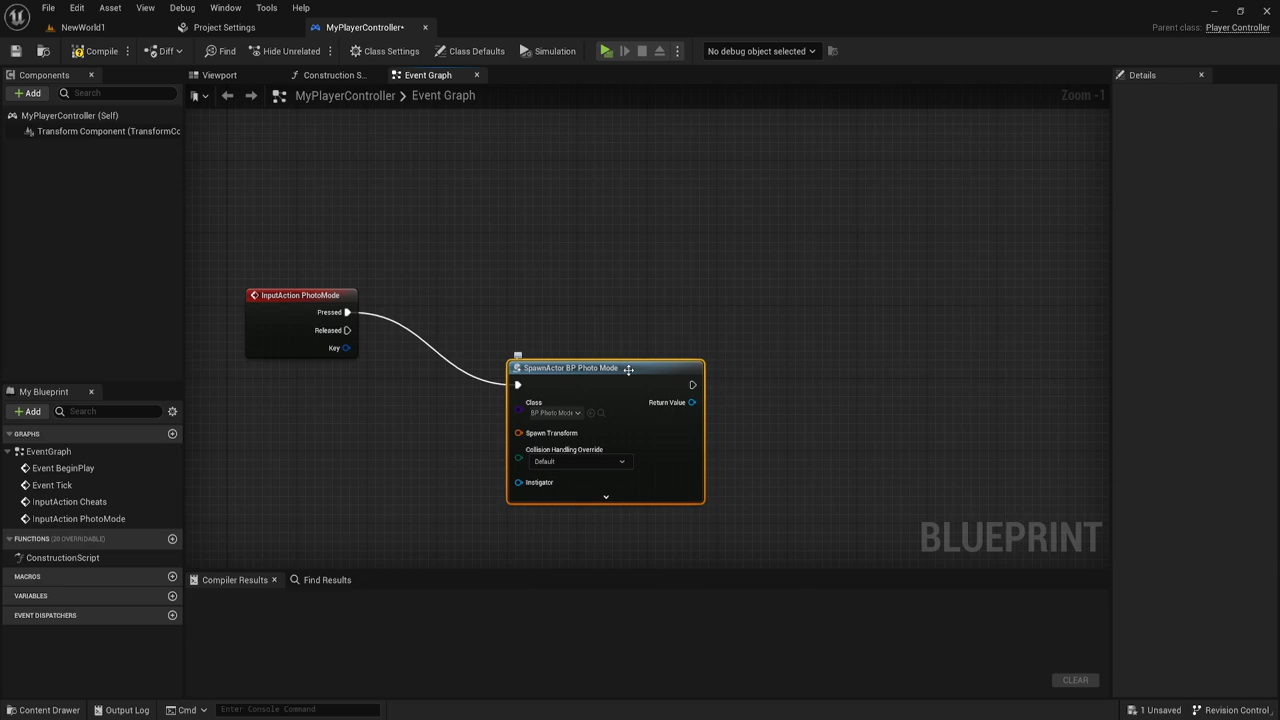 File Edit Asset View Debug Window Tools Help
NewWorld1 Project Settings MyPlayerController*
Parent class: Player Controller
Compile Diff Find Hide Unrelated Class Settings Class Defaults Simulation No debug object selected
Components Viewport Construction S... Event Graph Details
Add Search
MyPlayerController Event Graph Zoom -1
MyPlayerController (Self)
Transform Component (TransformCo
InputAction PhotoMode
Pressed
Released
Key
SpawnActor BP Photo Mode
Class
BP Photo Mode
Return Value
Spawn Transform
Collision Handling Override
Default
Instigator
My Blueprint
Add Search
GRAPHS
EventGraph
Event BeginPlay
Event Tick
InputAction Cheats
InputAction PhotoMode
FUNCTIONS (20 OVERRIDABLE)
ConstructionScript
MACROS
VARIABLES
EVENT DISPATCHERS
BLUEPRINT
Compiler Results Find Results
CLEAR
Content Drawer Output Log Cmd Enter Console Command 1 Unsaved Revision Control